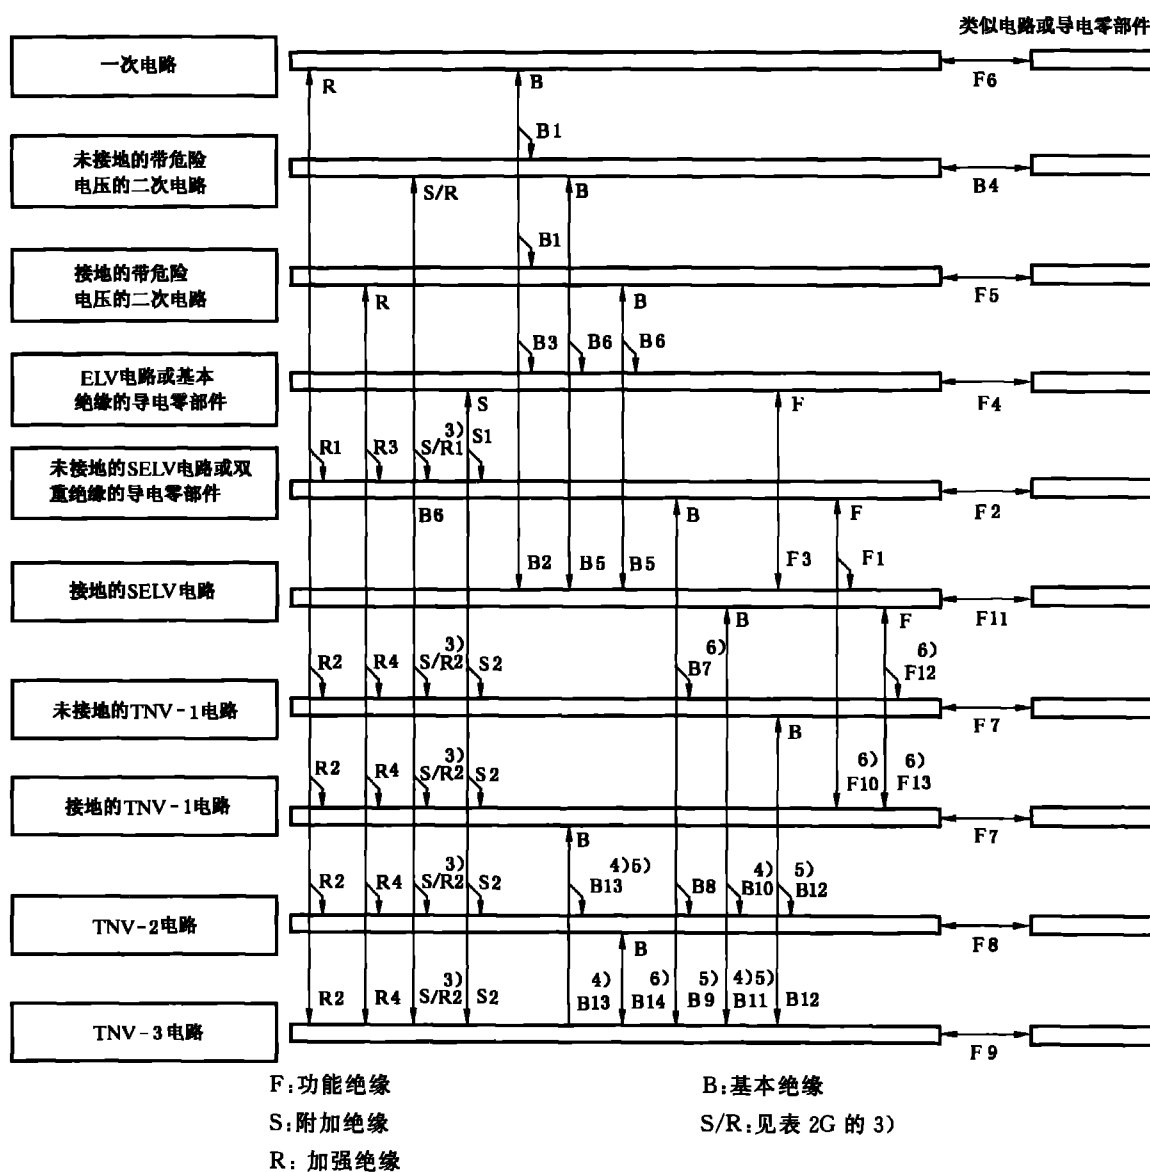 类似电路或导电零部件
一次电路
R
B
F6
B1
未接地的带危险
电压的二次电路
S/R
B
B4
B1
接地的带危险
电压的二次电路
R
B
F5
B3
B6
B6
ELV电路或基本
绝缘的导电零部件
S
F
F4
R1
R3
3)
S/R1
S1
未接地的SELV电路或双
重绝缘的导电零部件
B6
B
F
F2
B2
B5
B5
F3
F1
接地的SELV电路
B
F
F11
R2
R4
3)
S/R2
S2
6)
B7
6)
F12
未接地的TNV-1电路
B
F7
R2
R4
3)
S/R2
S2
6)
F10
6)
F13
接地的TNV-1电路
B
F7
R2
R4
3)
S/R2
S2
4)5)
B13
B8
4)
B10
5)
B12
TNV-2电路
B
F8
R2
R4
3)
S/R2
S2
4)
B13
6)
B14
5)
B9
4)5)
B11
B12
TNV-3电路
F9
F:功能绝缘
B:基本绝缘
S:附加绝缘
S/R:见表 2G 的 3)
R: 加强绝缘